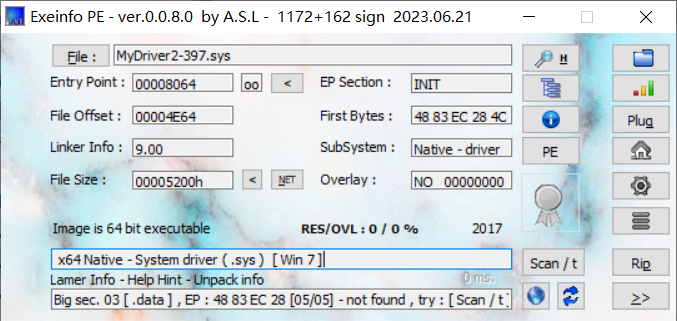 Exeinfo PE - ver.0.0.8.0 by A.S.L - 1172+162 sign 2023.06.21
File : MyDriver2-397.sys H
Entry Point : 00008064 oo < EP Section : INIT
File Offset : 00004E64 First Bytes : 48 83 EC 28 4C Plug
Linker Info : 9.00 SubSystem : Native - driver PE
File Size : 00005200h < NET Overlay : NO 00000000
Image is 64 bit executable RES/OVL : 0 / 0 % 2017
x64 Native - System driver ( .sys ) [ Win 7 ] Scan / t Rip
Lamer Info - Help Hint - Unpack info 0 ms.
Big sec. 03 [ .data ] , EP : 48 83 EC 28 [05/05] - not found , try : [ Scan / t ] >>